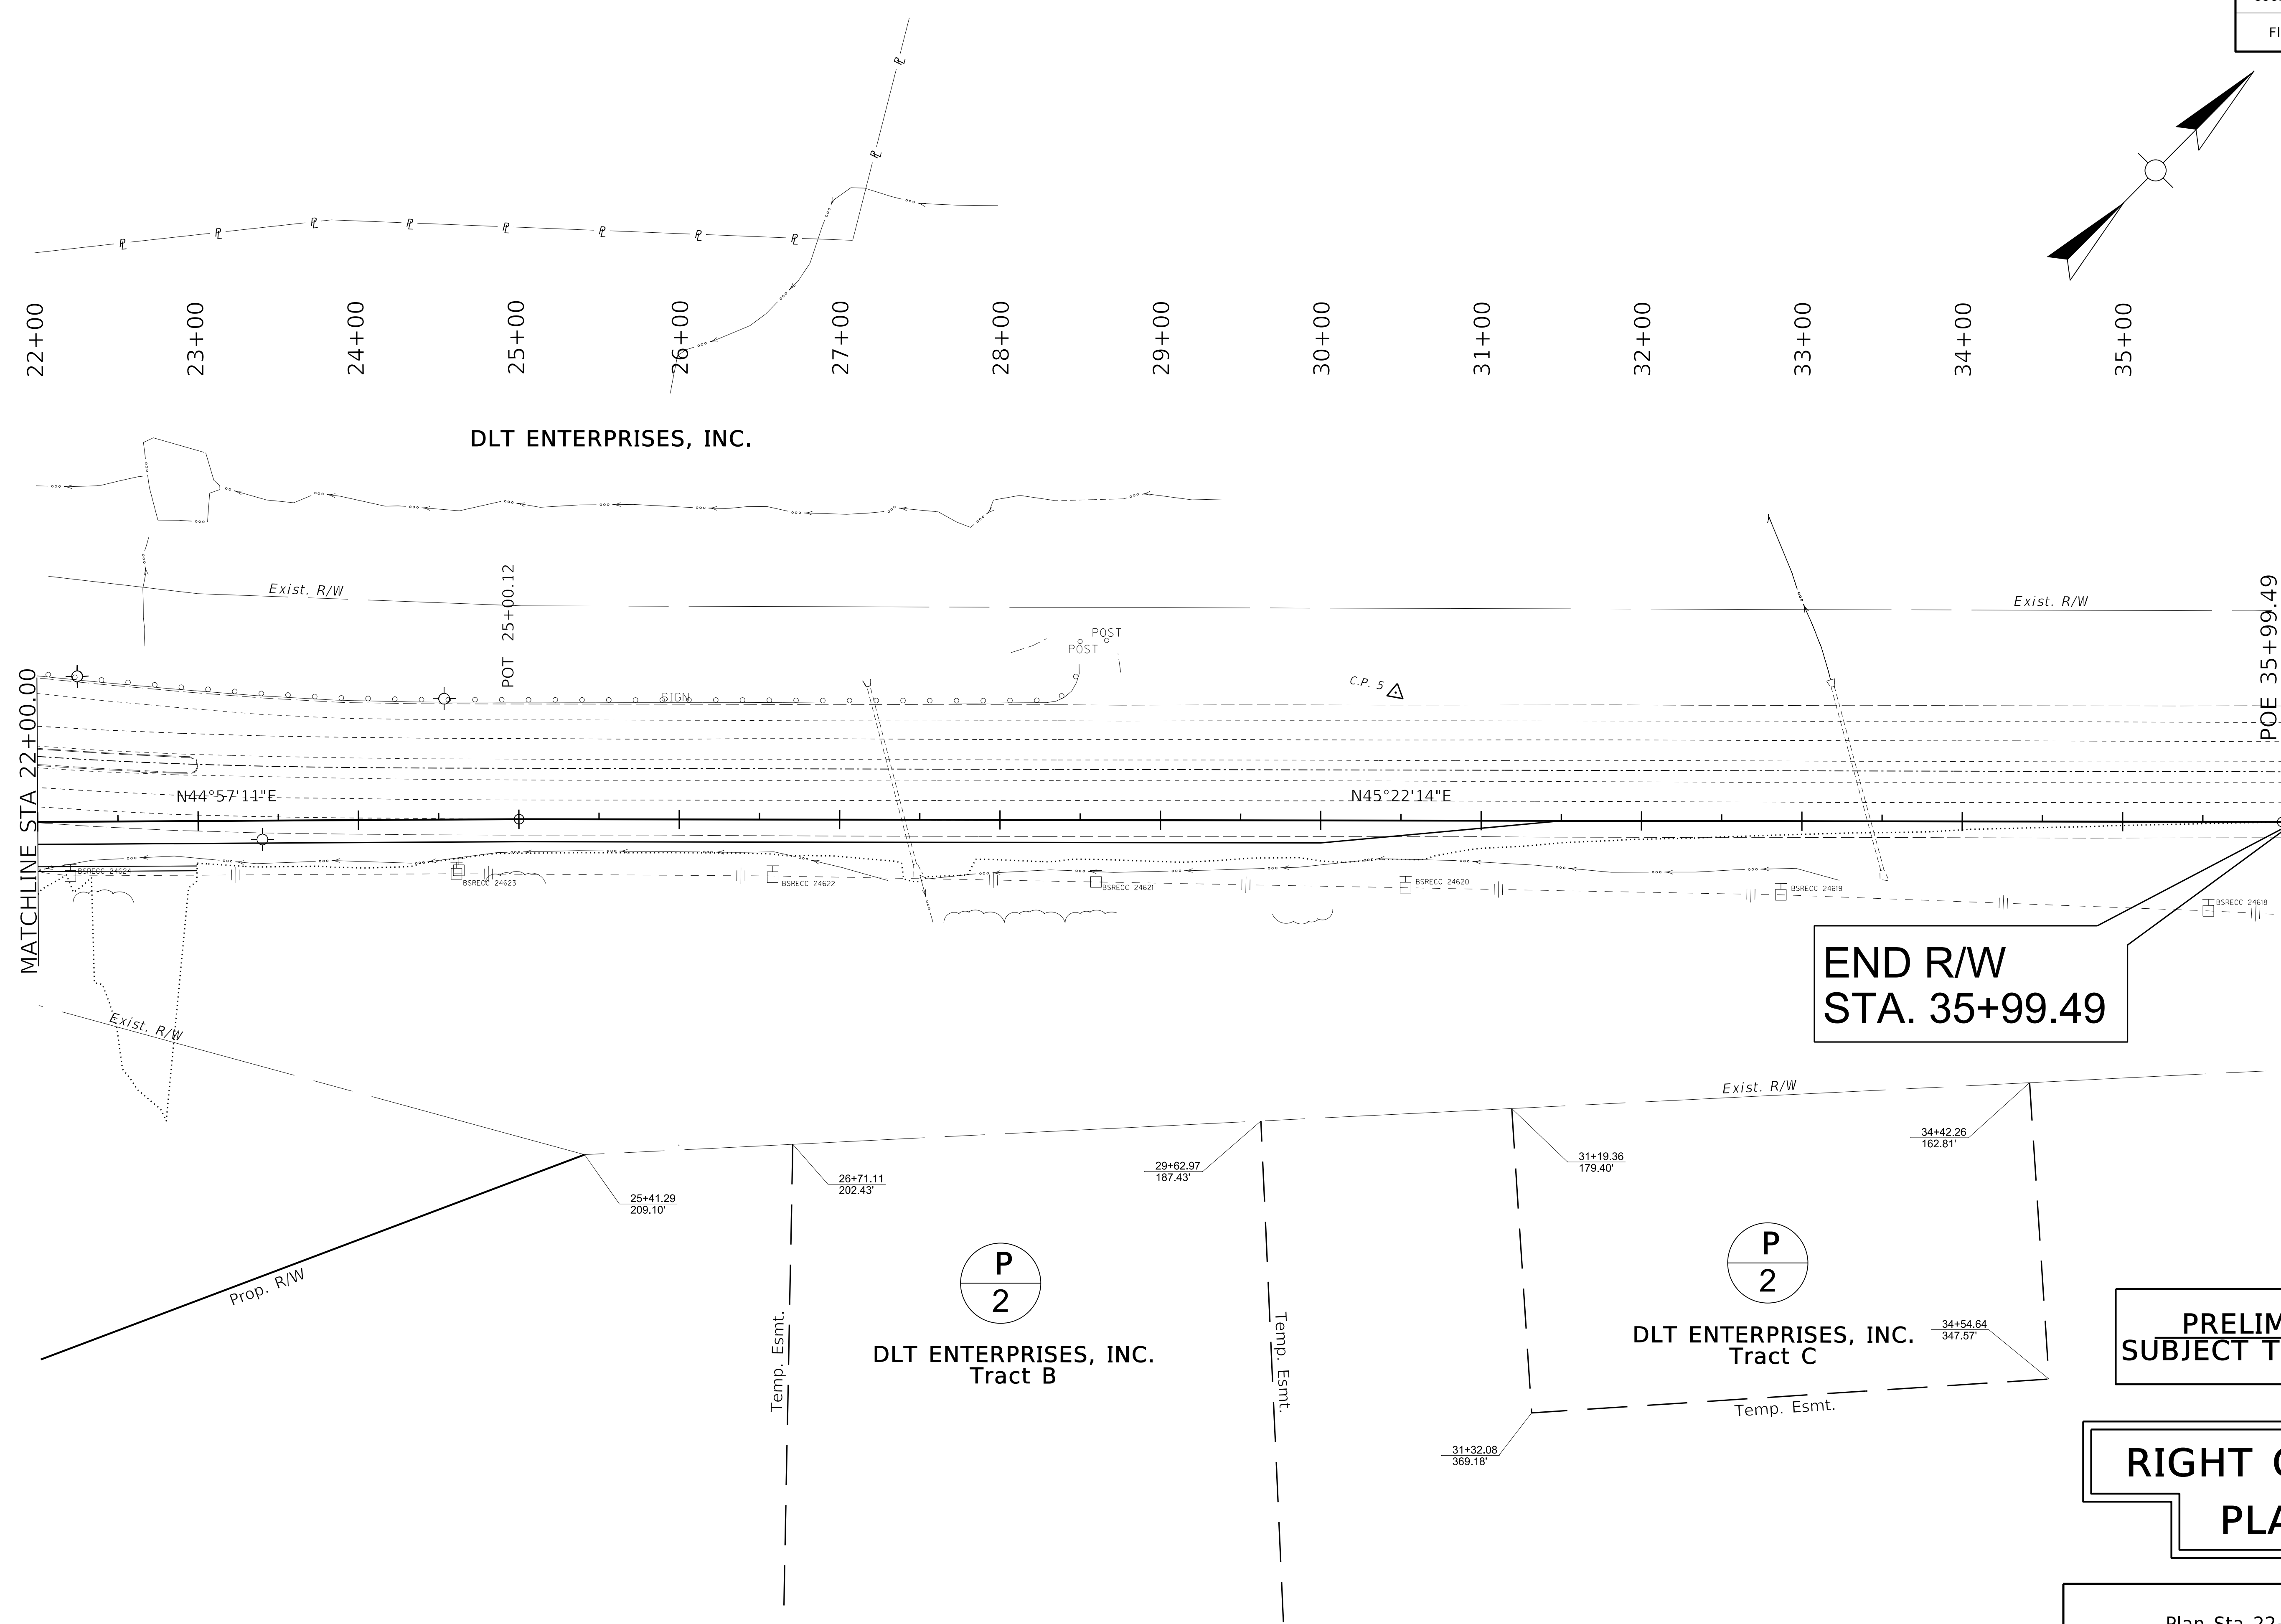 FI
22+00
23+00
24+00
25+00
26+00
27+00
28+00
29+00
30+00
31+00
32+00
33+00
34+00
35+00
DLT ENTERPRISES, INC.
Exist. R/W
Exist. R/W
POT 25+00.12
POST
POST
SIGN
C.P. 5
POE 35+99.49
MATCHLINE STA 22+00.00
N44°57'11"E
N45°22'14"E
BSRECC 24624
BSRECC 24623
BSRECC 24622
BSRECC 24621
BSRECC 24620
BSRECC 24619
BSRECC 24618
END R/W
STA. 35+99.49
Exist. R/W
Exist. R/W
25+41.29
209.10'
26+71.11
202.43'
29+62.97
187.43'
31+19.36
179.40'
34+42.26
162.81'
Prop. R/W
Temp. Esmt.
P
2
DLT ENTERPRISES, INC.
Tract B
Temp. Esmt.
P
2
DLT ENTERPRISES, INC.
Tract C
34+54.64
347.57'
Temp. Esmt.
31+32.08
369.18'
PRELIM
SUBJECT T
RIGHT
PLA
Plan Sta 22